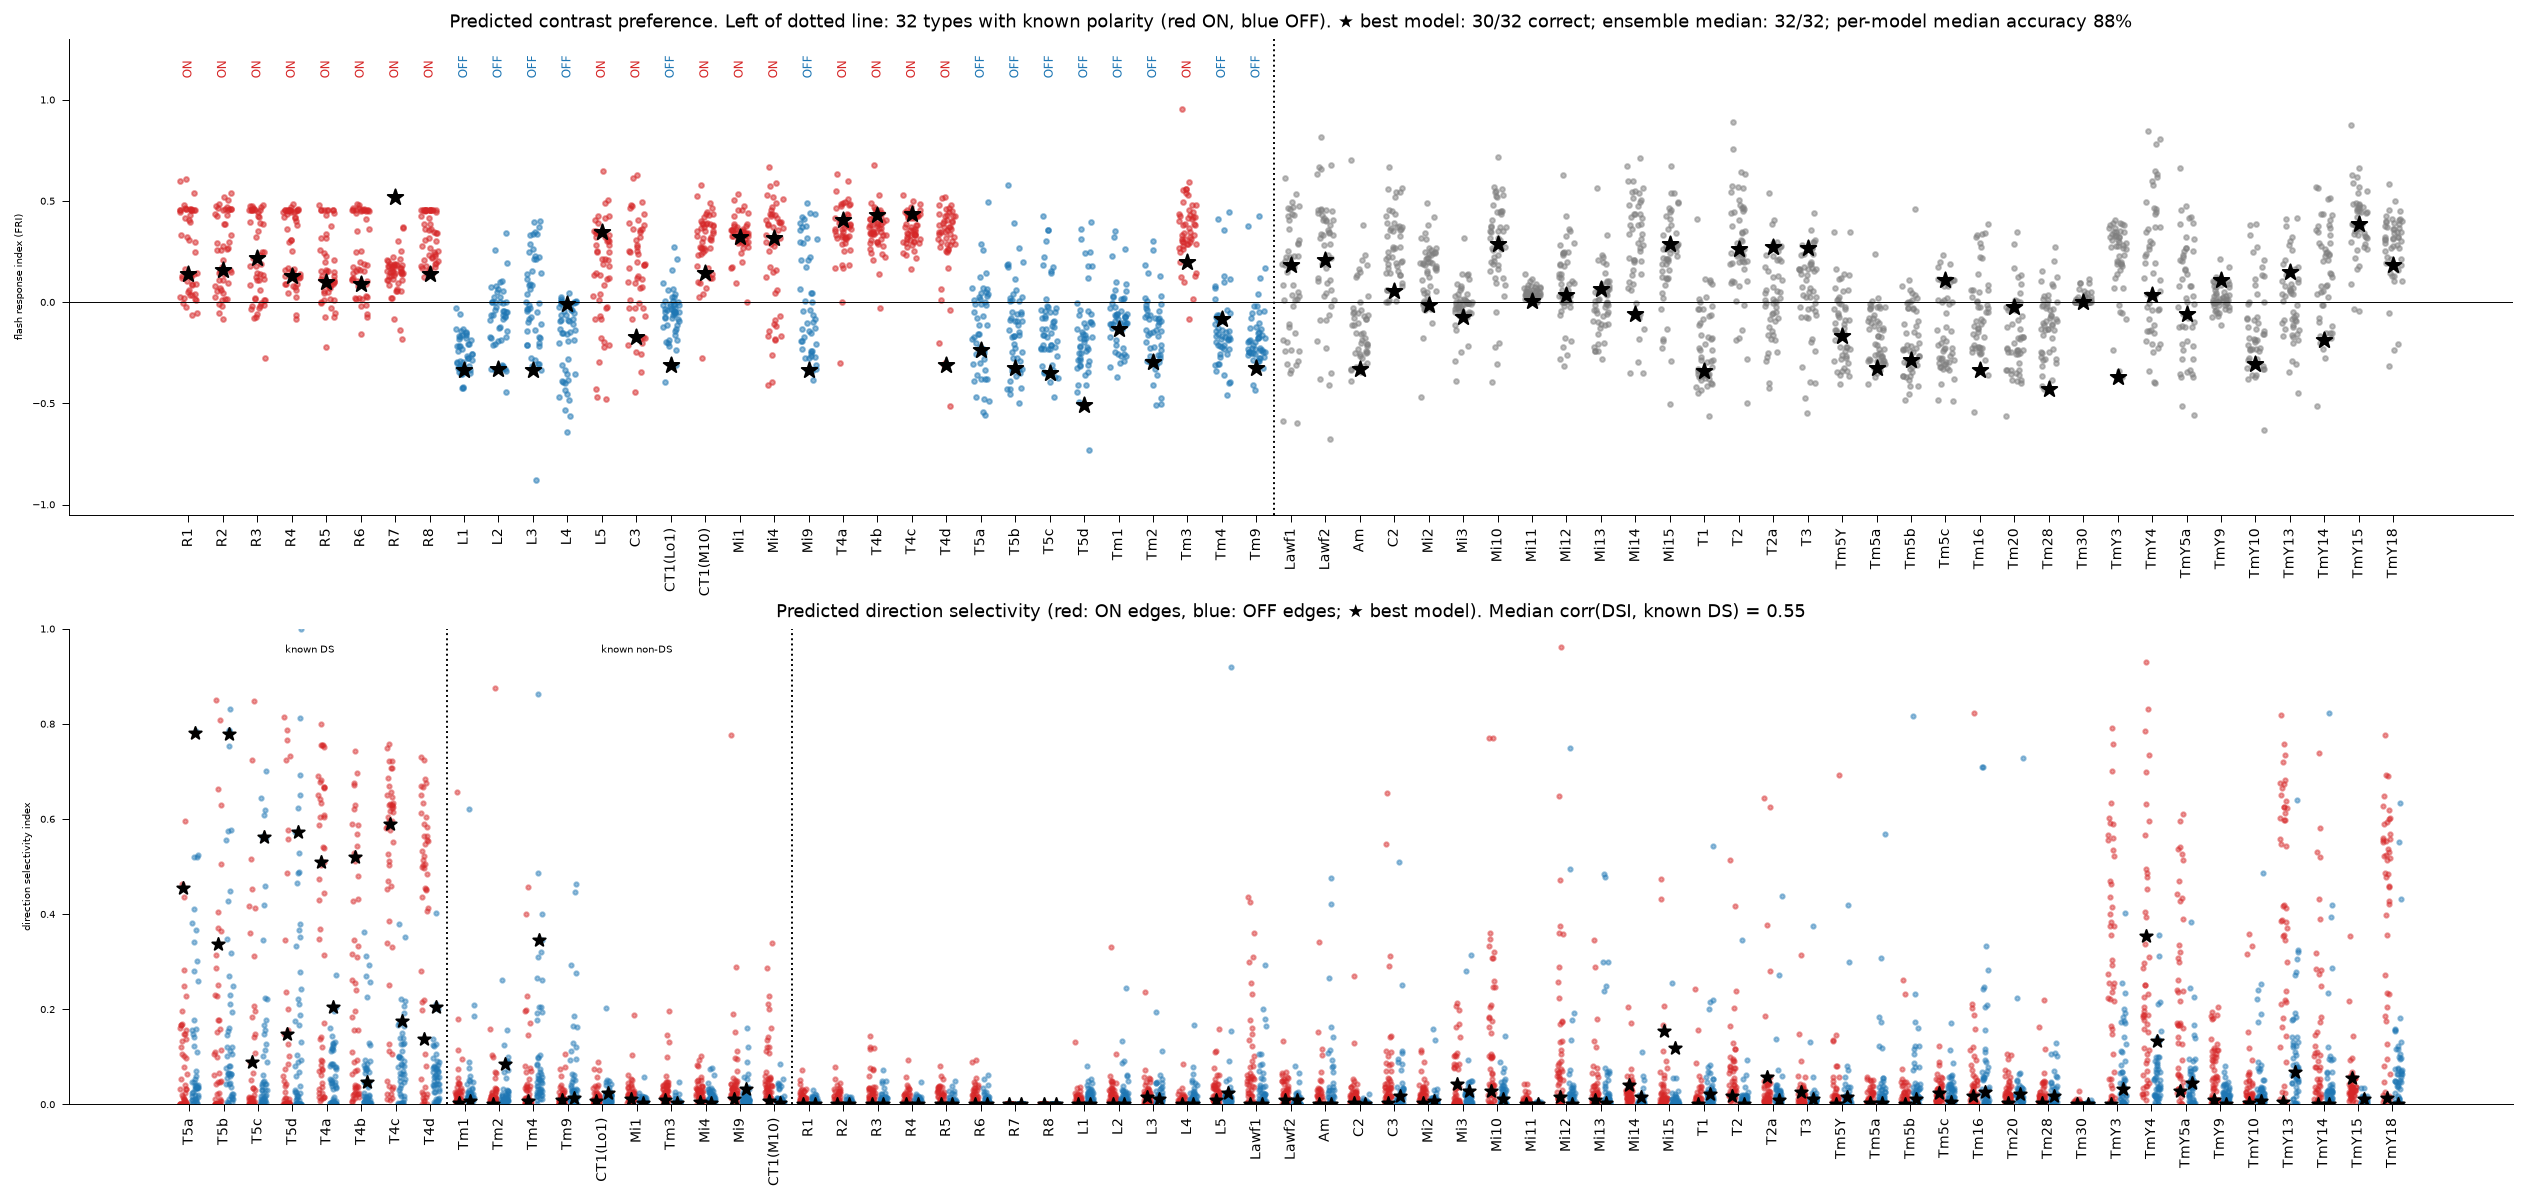 Predicted contrast preference. Left of dotted line: 32 types with known polarity (red ON, blue OFF). ★ best model: 30/32 correct; ensemble median: 32/32; per-model median accuracy 88%
ON ON ON ON ON ON ON ON OFF OFF OFF OFF ON ON OFF ON ON ON OFF ON ON ON ON OFF OFF OFF OFF OFF OFF ON OFF OFF
flash response index (FRI)
1.0
0.5
0.0
−0.5
−1.0
R1 R2 R3 R4 R5 R6 R7 R8 L1 L2 L3 L4 L5 C3 CT1(Lo1) CT1(M10) Mi1 Mi4 Mi9 T4a T4b T4c T4d T5a T5b T5c T5d Tm1 Tm2 Tm3 Tm4 Tm9 Lawf1 Lawf2 Am C2 Mi2 Mi3 Mi10 Mi11 Mi12 Mi13 Mi14 Mi15 T1 T2 T2a T3 Tm5Y Tm5a Tm5b Tm5c Tm16 Tm20 Tm28 Tm30 TmY3 TmY4 TmY5a TmY9 TmY10 TmY13 TmY14 TmY15 TmY18
Predicted direction selectivity (red: ON edges, blue: OFF edges; ★ best model). Median corr(DSI, known DS) = 0.55
known DS
known non-DS
direction selectivity index
1.0
0.8
0.6
0.4
0.2
0.0
T5a T5b T5c T5d T4a T4b T4c T4d Tm1 Tm2 Tm4 Tm9 CT1(Lo1) Mi1 Tm3 Mi4 Mi9 CT1(M10) R1 R2 R3 R4 R5 R6 R7 R8 L1 L2 L3 L4 L5 Lawf1 Lawf2 Am C2 C3 Mi2 Mi3 Mi10 Mi11 Mi12 Mi13 Mi14 Mi15 T1 T2 T2a T3 Tm5Y Tm5a Tm5b Tm5c Tm16 Tm20 Tm28 Tm30 TmY3 TmY4 TmY5a TmY9 TmY10 TmY13 TmY14 TmY15 TmY18